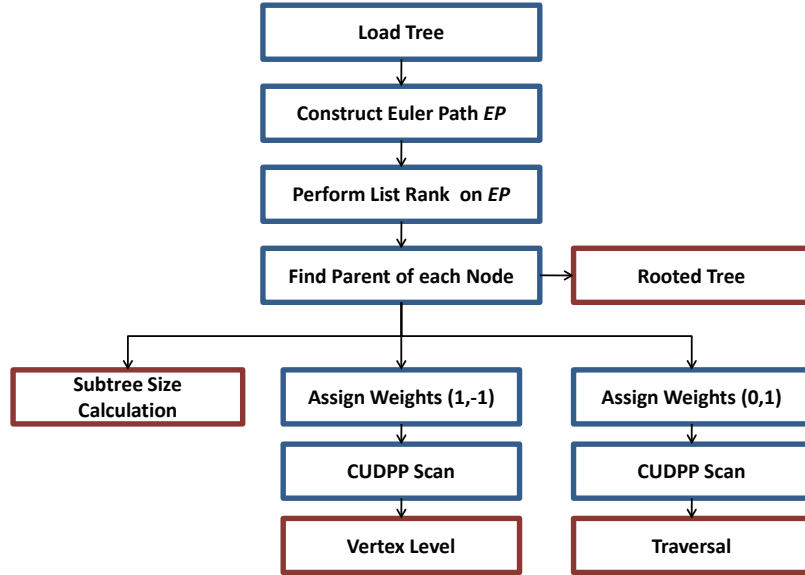 Load Tree
Construct Euler Path EP
Perform List Rank on EP
Find Parent of each Node
Rooted Tree
Subtree Size
Calculation
Assign Weights (1,-1)
Assign Weights (0,1)
CUDPP Scan
CUDPP Scan
Vertex Level
Traversal